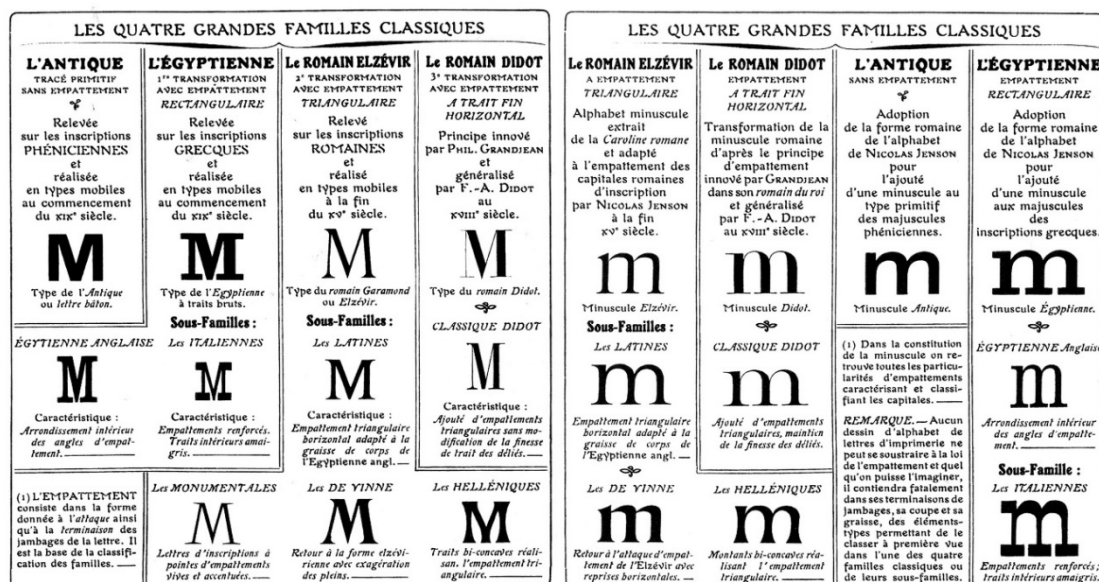 LES QUATRE GRANDES FAMILLES CLASSIQUES
L'ANTIQUE
TRACÉ PRIMITIF
SANS EMPATTEMENT
Relevée
sur les inscriptions
PHÉNICIENNES
et
réalisée
en types mobiles
au commencement
du XIXe siècle.
M
Type de l'Antique
ou lettre bâton.
L'ÉGYPTIENNE
1re TRANSFORMATION
AVEC EMPATTEMENT
RECTANGULAIRE
Relevée
sur les inscriptions
GRECQUES
et
réalisée
en types mobiles
au commencement
du XIXe siècle.
M
Type de l'Egyptienne
à traits bruts.
Le ROMAIN ELZÉVIR
2e TRANSFORMATION
AVEC EMPATTEMENT
TRIANGULAIRE
Relevé
sur les inscriptions
ROMAINES
et
réalisé
en types mobiles
à la fin
du XVe siècle.
M
Type du romain Garamond
ou Elzévir.
Le ROMAIN DIDOT
3e TRANSFORMATION
AVEC EMPATTEMENT
A TRAIT FIN
HORIZONTAL
Principe innové
par PHIL. GRANDJEAN
et
généralisé
par F.-A. DIDOT
au
XVIIIe siècle.
M
Type du romain Didot.
ÉGYTIENNE ANGLAISE
M
Caractéristique :
Arrondissement intérieur
des angles d'empat-
tement.
Sous-Familles :
Les ITALIENNES
M
Caractéristique :
Empattements renforcés.
Traits intérieurs amai-
gris.
Sous-Familles :
Les LATINES
M
Caractéristique :
Empattement triangulaire
horizontal adapté à la
graisse de corps de
l'Egyptienne angl.
CLASSIQUE DIDOT
M
Caractéristique :
Ajouté d'empattements
triangulaires sans mo-
dification de la finesse
de trait des déliés.
(1) L'EMPATTEMENT
consiste dans la forme
donnée à l'attaque ainsi
qu'à la terminaison des
jambages de la lettre. Il
est la base de la classifi-
cation des familles.
Les MONUMENTALES
M
Lettres d'inscriptions à
pointes d'empattements
vives et accentuées.
Les DE VINNE
M
Retour à la forme elzévi-
rienne avec exagération
des pleins.
Les HELLÉNIQUES
M
Traits bi-concaves réali-
san. l'empattement tri-
angulaire.
LES QUATRE GRANDES FAMILLES CLASSIQUES
Le ROMAIN ELZÉVIR
A EMPATTEMENT
TRIANGULAIRE
Alphabet minuscule
extrait
de la Caroline romane
et adapté
à l'empattement des
capitales romaines
d'inscription
par NICOLAS JENSON
à la fin
XVe siècle.
m
Minuscule Elzévir.
Le ROMAIN DIDOT
EMPATTEMENT
A TRAIT FIN
HORIZONTAL
Transformation de la
minuscule romaine
d'après le principe
d'empattement
innové par GRANDJEAN
dans son romain du roi
et généralisé
par F.-A. DIDOT
au XVIIIe siècle.
m
Minuscule Didot.
L'ANTIQUE
SANS EMPATTEMENT
Adoption
de la forme romaine
de l'alphabet
de NICOLAS JENSON
pour
l'ajouté
d'une minuscule au
type primitif
des majuscules
phéniciennes.
m
Minuscule Antique.
L'ÉGYPTIENNE
EMPATTEMENT
RECTANGULAIRE
Adoption
de la forme romaine
de l'alphabet
de NICOLAS JENSON
pour
l'ajouté
d'une minuscule
aux majuscules
des
inscriptions grecques.
m
Minuscule Égyptienne.
Sous-Familles :
Les LATINES
m
Empattement triangulaire
horizontal adapté à la
graisse de corps de
l'Egyptienne angl.
CLASSIQUE DIDOT
m
Ajouté d'empattements
triangulaires, maintien
de la finesse des déliés.
(1) Dans la constitution
de la minuscule on re-
trouve toutes les particu-
larités d'empattements
caractérisant et classi-
fiant les capitales.
REMARQUE. — Aucun
dessin d'alphabet de
lettres d'imprimerie ne
peut se soustraire à la loi
de l'empattement et quel
qu'on puisse l'imaginer,
il contiendra fatalement
dans ses terminaisons de
jambages, sa coupe et sa
graisse, des éléments-
types permettant de le
classer à première vue
dans l'une des quatre
familles classiques ou
de leurs sous-familles.
ÉGYPTIENNE Anglaise
m
Arrondissement intérieur
des angles d'empatte-
ment.
Les DE VINNE
m
Retour à l'attaque d'empat-
tement de l'Elzévir avec
reprises horizontales.
Les HELLÉNIQUES
m
Montants bi-concaves réa-
lisant l'empattement
triangulaire.
Sous-Famille :
Les ITALIENNES
m
Empattements renforcés ;
traits intérieurs amaigris.